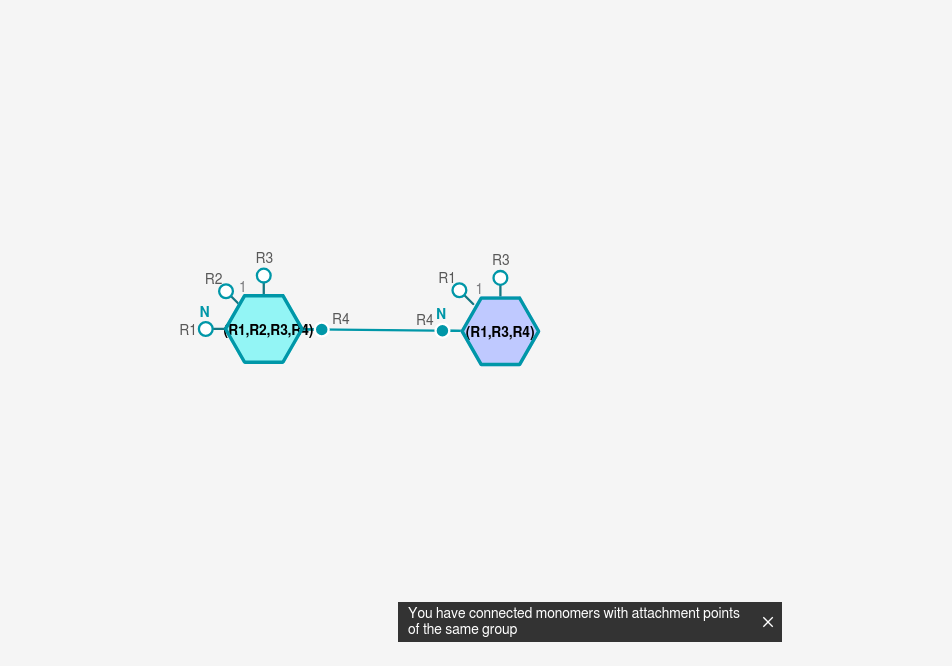 R3
R2
1
N
R1
(R1,R2,R3,R4)
R4
R3
R1
1
N
R4
(R1,R3,R4)
You have connected monomers with attachment points
of the same group